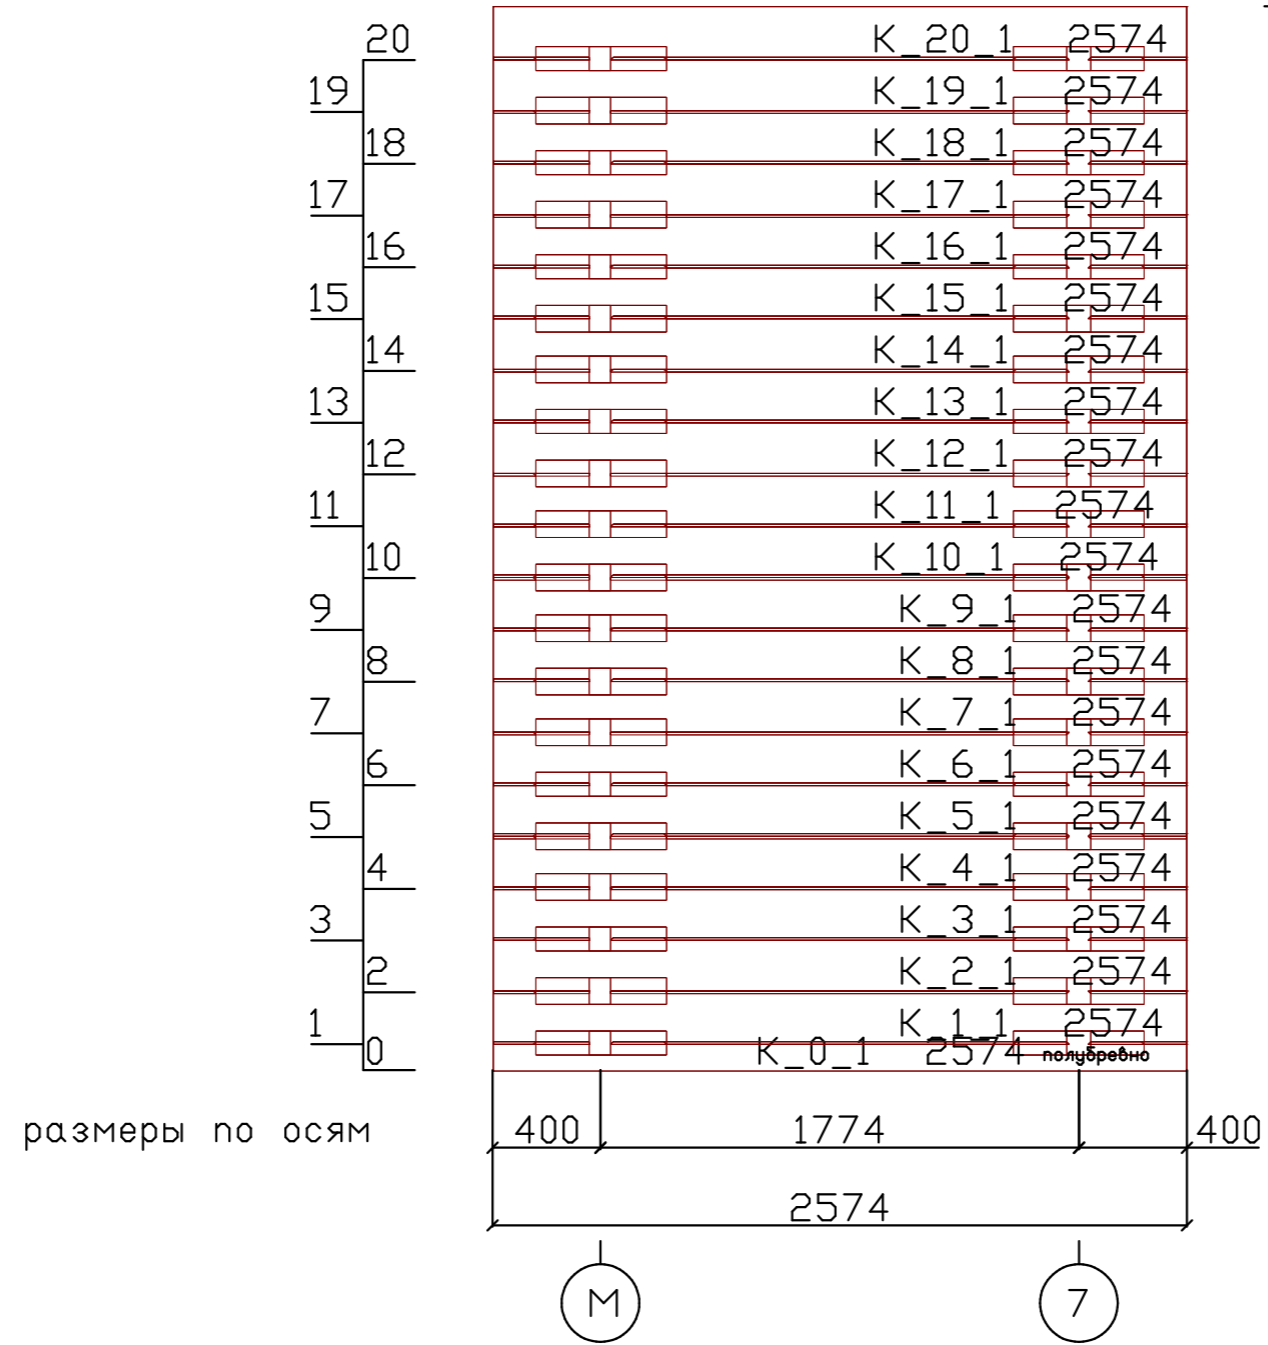 20 K_20_1 2574
19 K_19_1 2574
18 K_18_1 2574
17 K_17_1 2574
16 K_16_1 2574
15 K_15_1 2574
14 K_14_1 2574
13 K_13_1 2574
12 K_12_1 2574
11 K_11_1 2574
10 K_10_1 2574
9 K_9_1 2574
8 K_8_1 2574
7 K_7_1 2574
6 K_6_1 2574
5 K_5_1 2574
4 K_4_1 2574
3 K_3_1 2574
2 K_2_1 2574
1 K_1_1 2574
0 K_0_1 2574 полубревно
размеры по осям 400 1774 400
2574
М 7